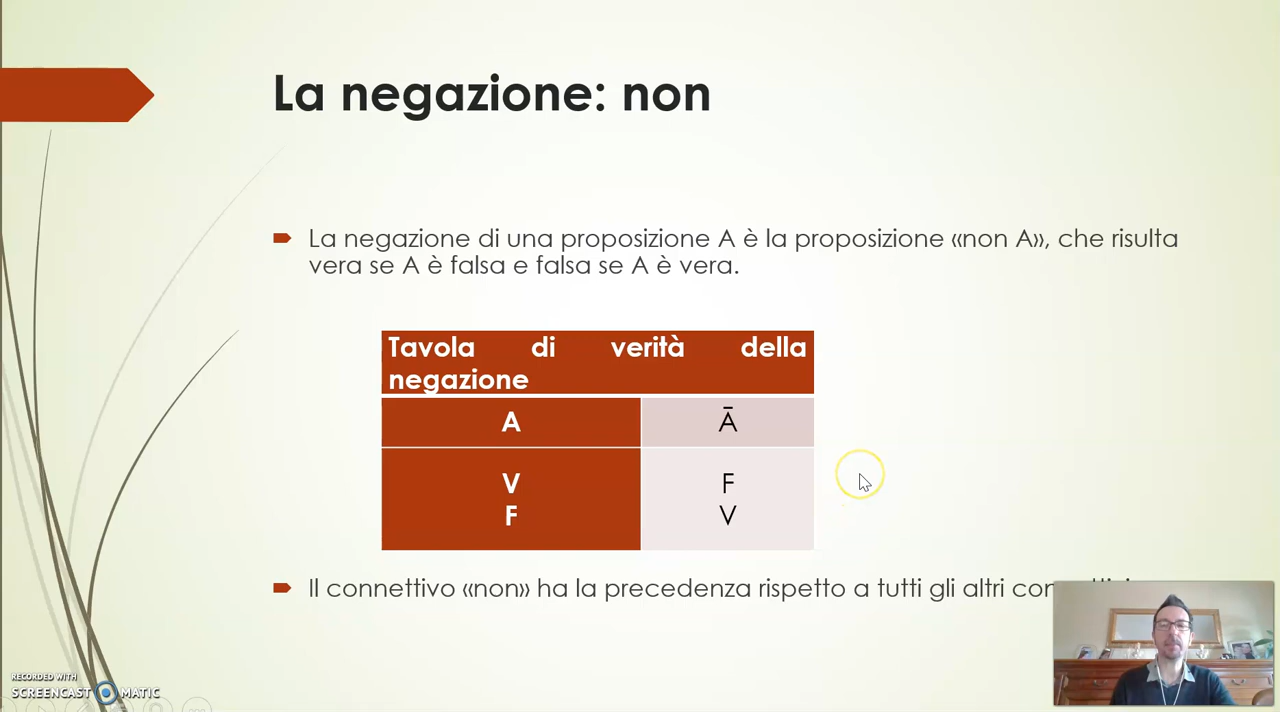 La negazione: non
La negazione di una proposizione A è la proposizione «non A», che risulta
vera se A è falsa e falsa se A è vera.
Tavola di verità della
negazione
A Ā
V F
F V
Il connettivo «non» ha la precedenza rispetto a tutti gli altri
RECORDED WITH
SCREENCAST MATIC